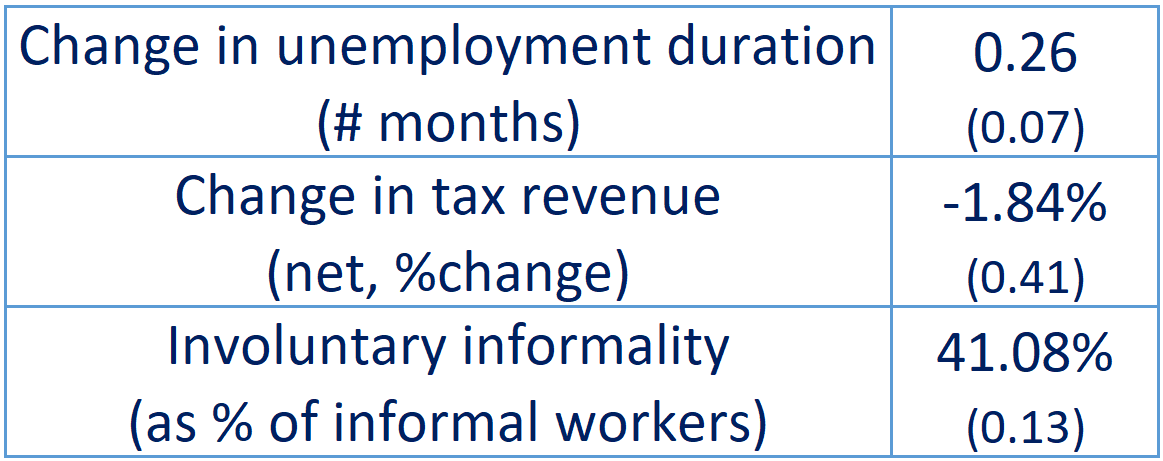 Change in unemployment duration
(# months)
0.26
(0.07)
Change in tax revenue
(net, %change)
-1.84%
(0.41)
Involuntary informality
(as % of informal workers)
41.08%
(0.13)